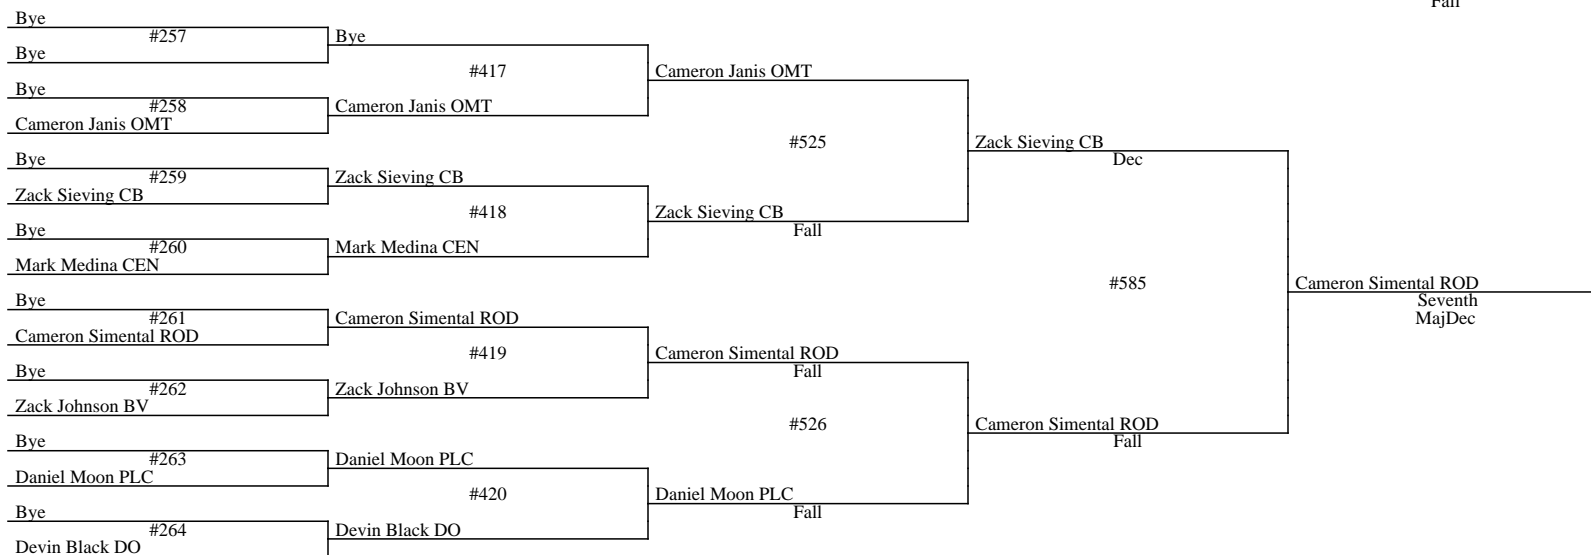 Fall
Bye
#257
Bye
Bye
#417
Bye
Cameron Janis OMT
#258
Cameron Janis OMT
Cameron Janis OMT
#525
Zack Sieving CB
Dec
Bye
#259
Zack Sieving CB
Zack Sieving CB
#418
Zack Sieving CB
Fall
Bye
#260
Mark Medina CEN
Mark Medina CEN
#585
Cameron Simental ROD
Seventh
MajDec
Bye
#261
Cameron Simental ROD
Cameron Simental ROD
#419
Cameron Simental ROD
Fall
Bye
#262
Zack Johnson BV
Zack Johnson BV
#526
Cameron Simental ROD
Fall
Bye
#263
Daniel Moon PLC
Daniel Moon PLC
#420
Daniel Moon PLC
Fall
Bye
#264
Devin Black DO
Devin Black DO